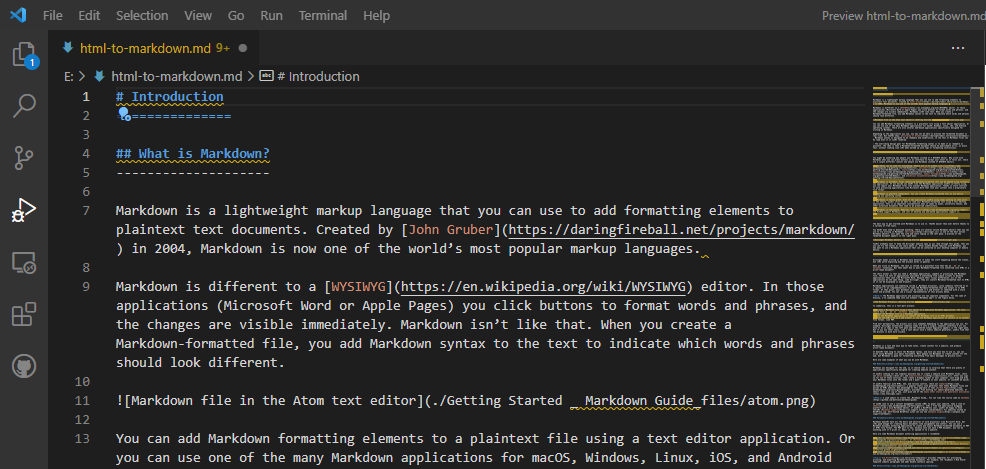 File Edit Selection View Go Run Terminal Help Preview html-to-markdown.md
html-to-markdown.md 9+
E: > html-to-markdown.md > abc # Introduction
1 # Introduction
2 ==============
3
4 ## What is Markdown?
5 --------------------
6
7 Markdown is a lightweight markup language that you can use to add formatting elements to
plaintext text documents. Created by [John Gruber](https://daringfireball.net/projects/markdown/
) in 2004, Markdown is now one of the world’s most popular markup languages.
8
9 Markdown is different to a [WYSIWYG](https://en.wikipedia.org/wiki/WYSIWYG) editor. In those
applications (Microsoft Word or Apple Pages) you click buttons to format words and phrases, and
the changes are visible immediately. Markdown isn’t like that. When you create a
Markdown-formatted file, you add Markdown syntax to the text to indicate which words and phrases
should look different.
10
11 ![Markdown file in the Atom text editor](./Getting Started _ Markdown Guide_files/atom.png)
12
13 You can add Markdown formatting elements to a plaintext file using a text editor application. Or
you can use one of the many Markdown applications for macOS, Windows, Linux, iOS, and Android
1